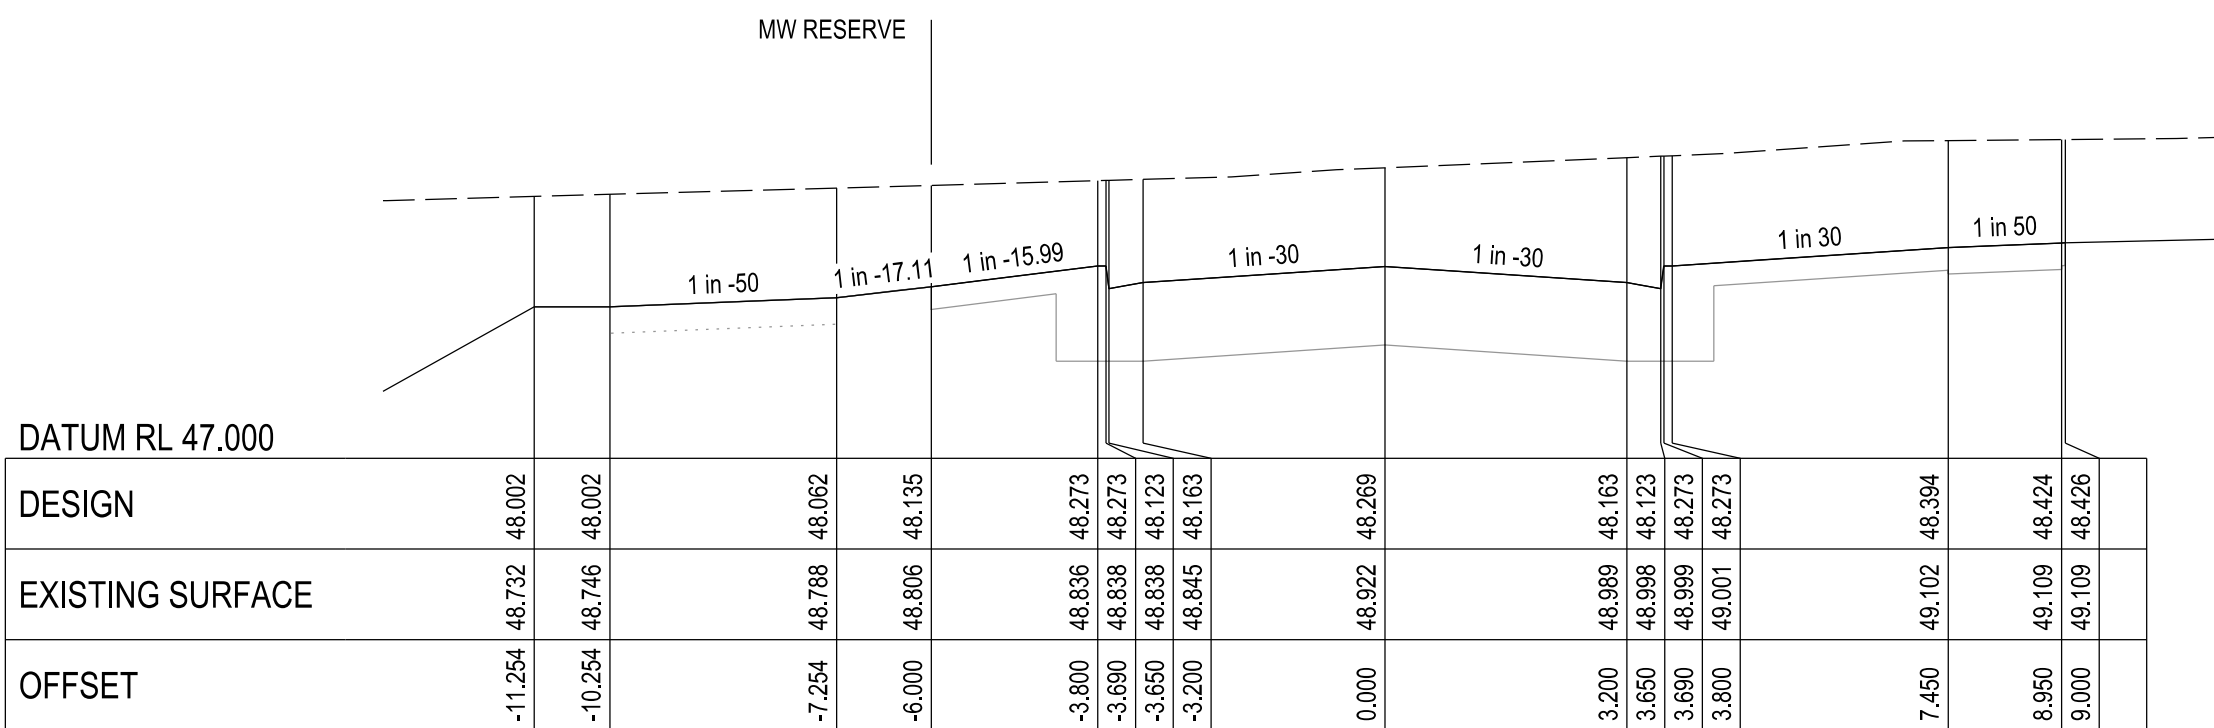 MW RESERVE
1 in -50
1 in -17.11
1 in -15.99
1 in -30
1 in -30
1 in 30
1 in 50
DATUM RL 47.000
DESIGN 48.002 48.002 48.062 48.135 48.273 48.273 48.123 48.163 48.269 48.163 48.123 48.273 48.273 48.394 48.424 48.426
EXISTING SURFACE 48.732 48.746 48.788 48.806 48.836 48.838 48.838 48.845 48.922 48.989 48.998 48.999 49.001 49.102 49.109 49.109
OFFSET -11.254 -10.254 -7.254 -6.000 -3.800 -3.690 -3.650 -3.200 0.000 3.200 3.650 3.690 3.800 7.450 8.950 9.000